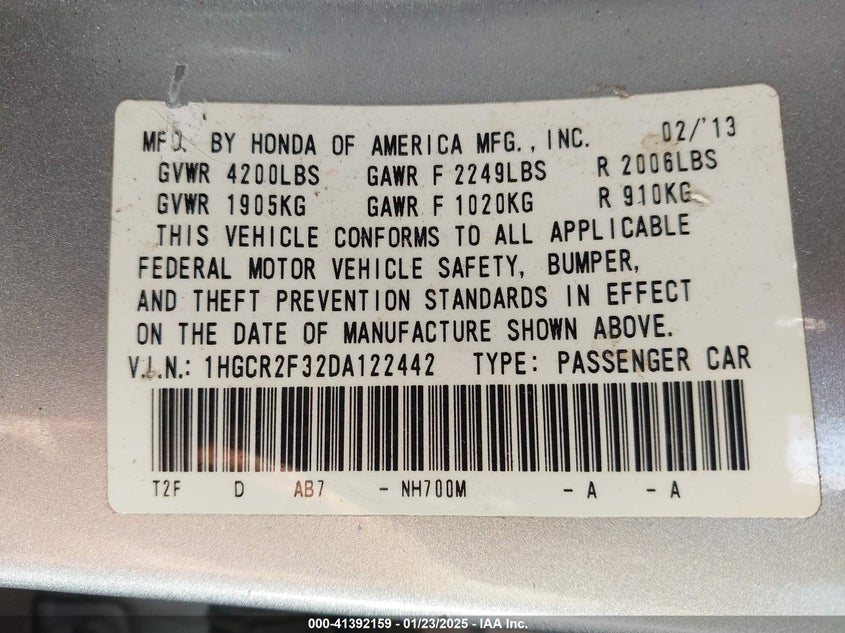 MFD. BY HONDA OF AMERICA MFG., INC. 02/'13
GVWR 4200LBS GAWR F 2249LBS R 2006LBS
GVWR 1905KG GAWR F 1020KG R 910KG
THIS VEHICLE CONFORMS TO ALL APPLICABLE
FEDERAL MOTOR VEHICLE SAFETY, BUMPER,
AND THEFT PREVENTION STANDARDS IN EFFECT
ON THE DATE OF MANUFACTURE SHOWN ABOVE.
V.I.N.: 1HGCR2F32DA122442 TYPE: PASSENGER CAR
T2F D AB7 - NH700M - A - A
000-41392159 - 01/23/2025 - IAA Inc.